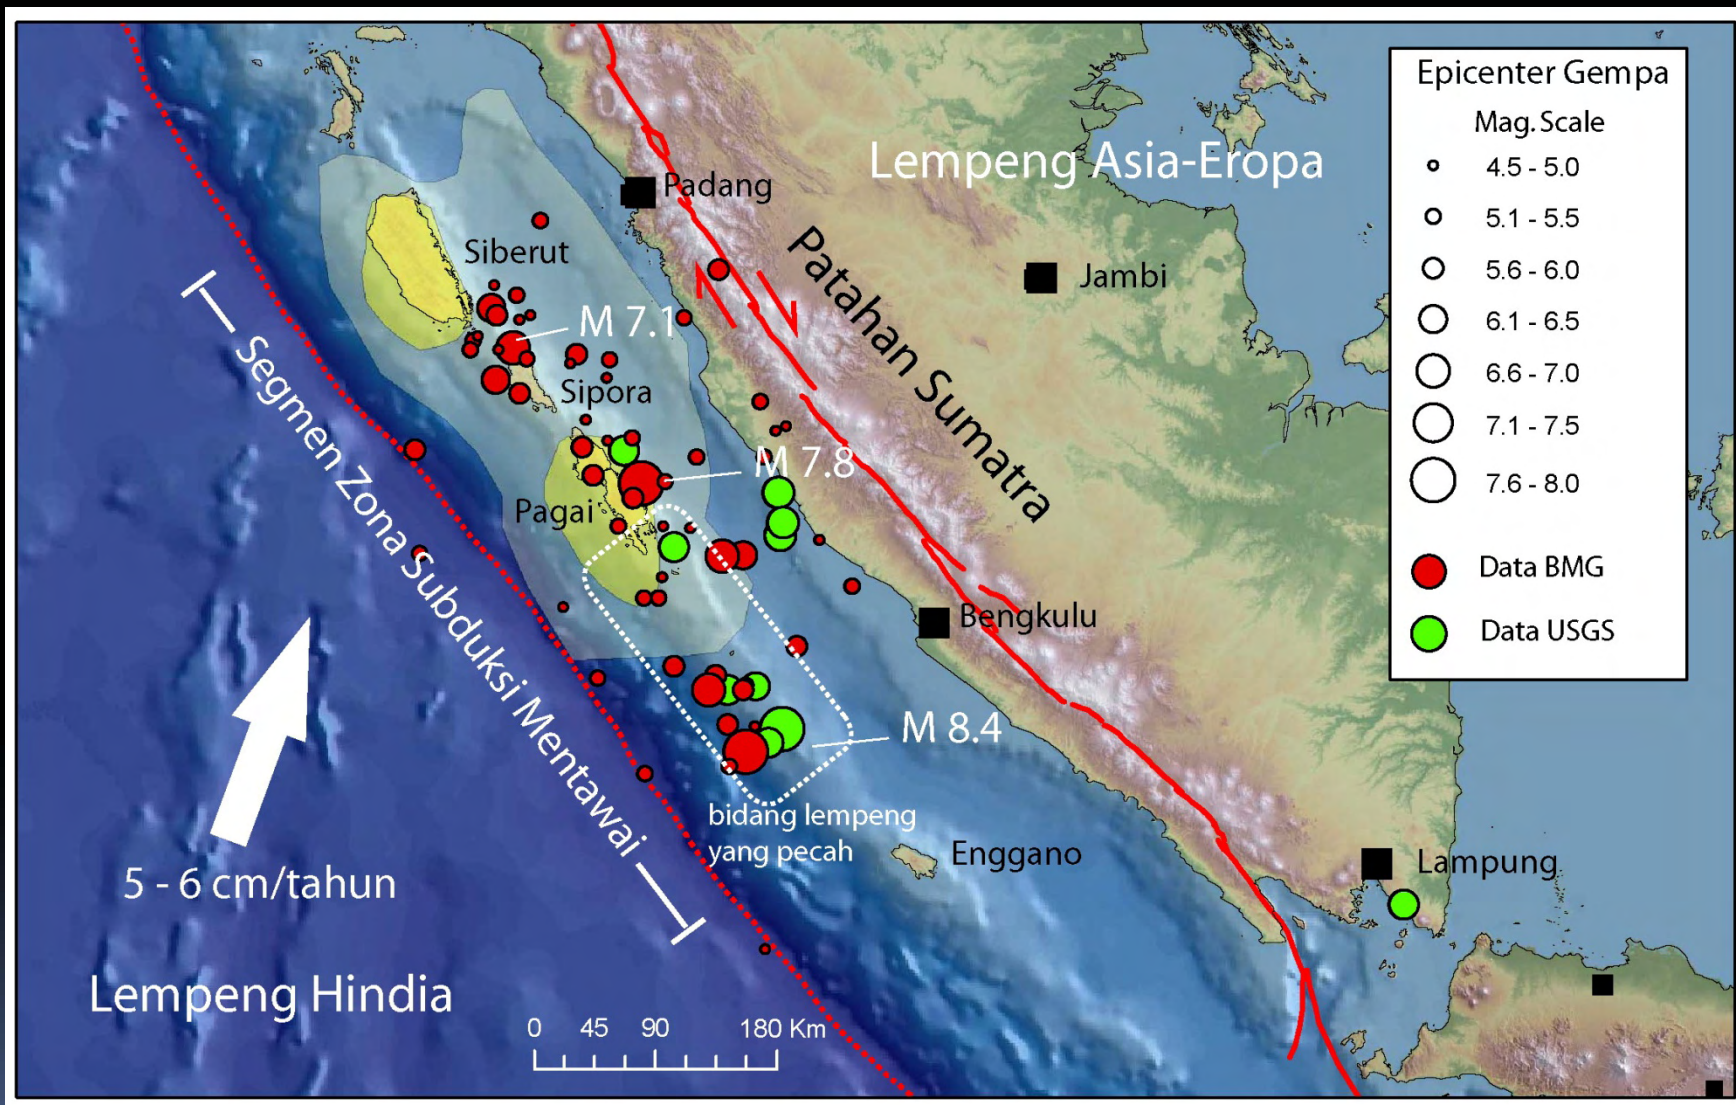 Epicenter Gempa
Mag. Scale
4.5 - 5.0
5.1 - 5.5
5.6 - 6.0
6.1 - 6.5
6.6 - 7.0
7.1 - 7.5
7.6 - 8.0
Data BMG
Data USGS
Lempeng Asia-Eropa
Padang
Jambi
Siberut
M 7.1
Patahan Sumatra
Sipora
M 7.8
Pagai
Segmen Zona Subduksi Mentawai
Bengkulu
M 8.4
bidang lempeng
yang pecah
Enggano
Lampung
5 - 6 cm/tahun
Lempeng Hindia
0 45 90 180 Km